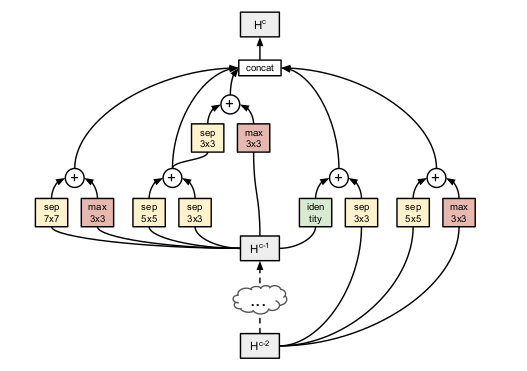 H^c
concat
+
sep
3x3
max
3x3
+
+
+
+
sep
7x7
max
3x3
sep
5x5
sep
3x3
iden
tity
sep
3x3
sep
5x5
max
3x3
H^c-1
...
H^c-2